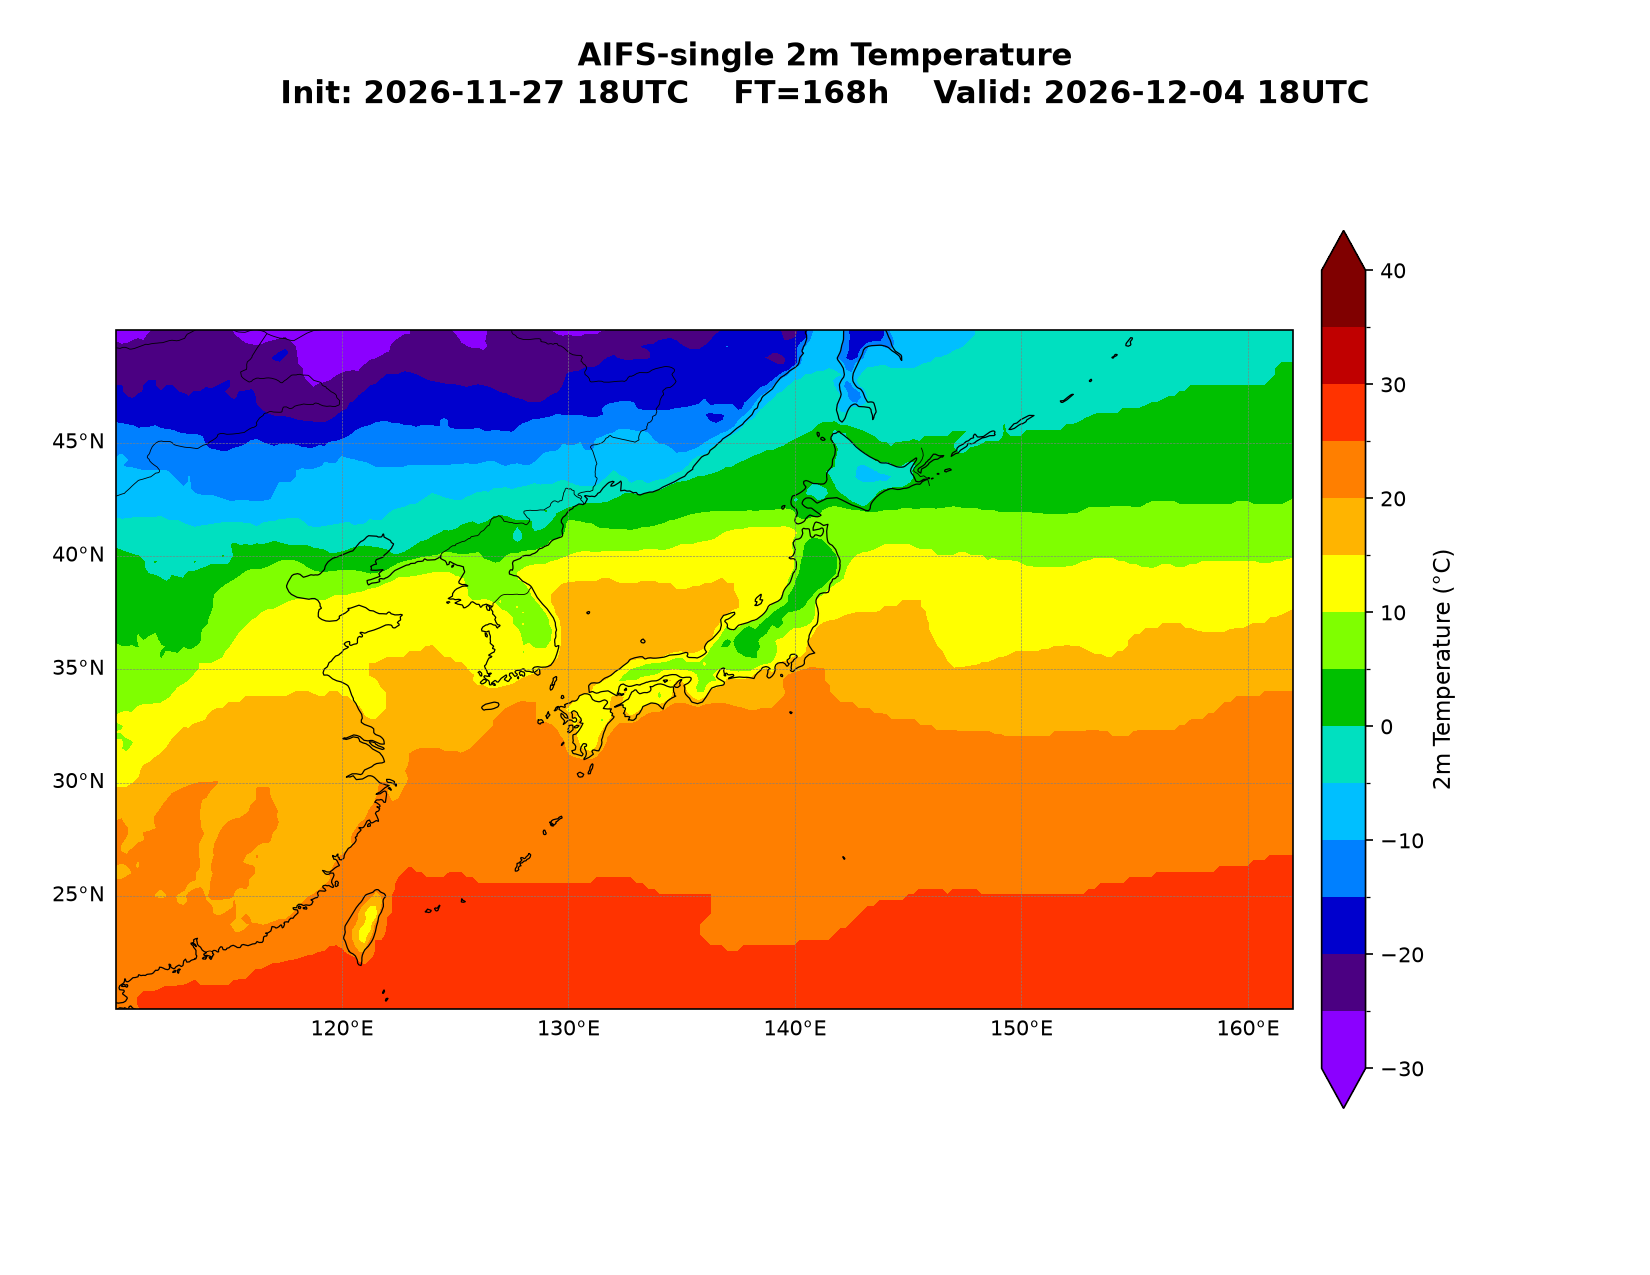 AIFS-single 2m Temperature
Init: 2026-11-27 18UTC    FT=168h    Valid: 2026-12-04 18UTC
45°N
40°N
35°N
30°N
25°N
120°E
130°E
140°E
150°E
160°E
40
30
20
10
0
−10
−20
−30
2m Temperature (°C)